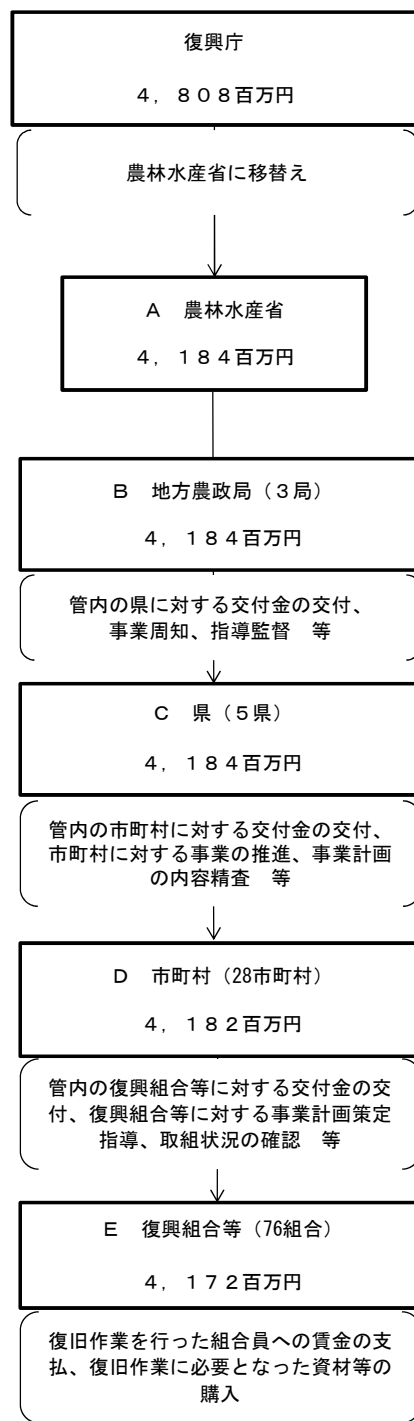 復興庁
４，８０８百万円
農林水産省に移替え
Ａ　農林水産省
４，１８４百万円
Ｂ　地方農政局（３局）
４，１８４百万円
管内の県に対する交付金の交付、
事業周知、指導監督　等
Ｃ　県（５県）
４，１８４百万円
管内の市町村に対する交付金の交付、
市町村に対する事業の推進、事業計画
の内容精査　等
Ｄ　市町村（28市町村）
４，１８２百万円
管内の復興組合等に対する交付金の交
付、復興組合等に対する事業計画策定
指導、取組状況の確認　等
Ｅ　復興組合等（76組合）
４，１７２百万円
復旧作業を行った組合員への賃金の支
払、復旧作業に必要となった資材等の
購入